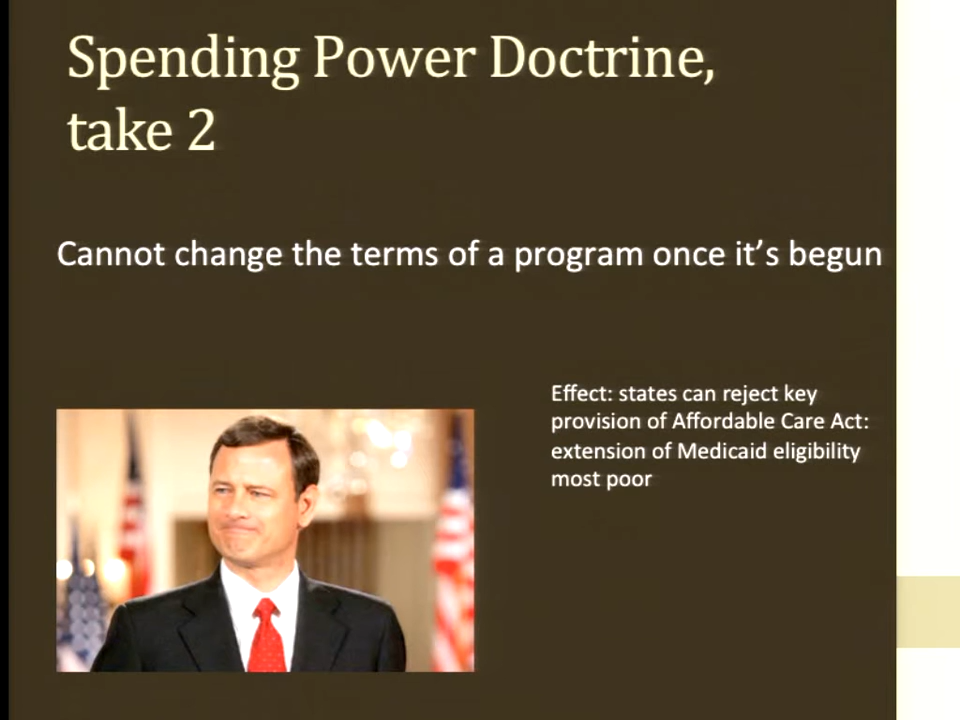 Spending Power Doctrine,
take 2
Cannot change the terms of a program once it’s begun
Effect: states can reject key
provision of Affordable Care Act:
extension of Medicaid eligibility
most poor